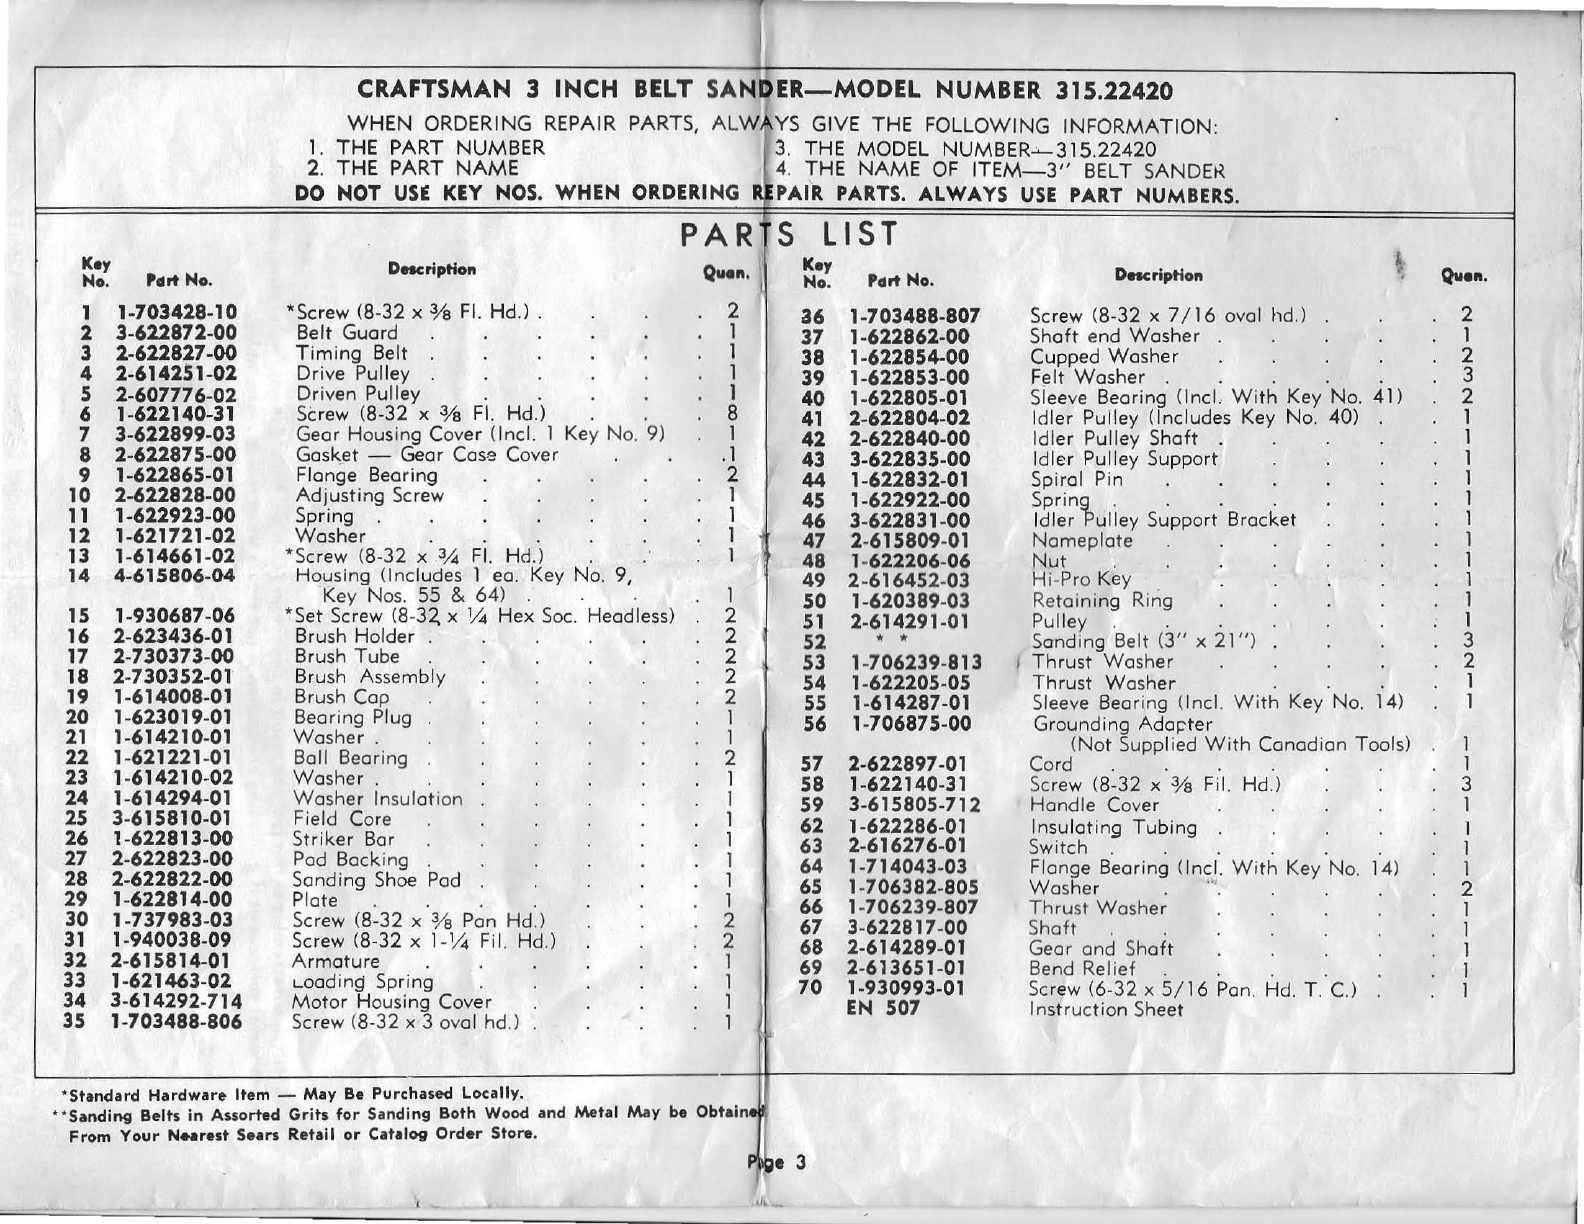 CRAFTSMAN 3 INCH BELT SANDER—MODEL NUMBER 315.22420
WHEN ORDERING REPAIR PARTS, ALWAYS GIVE THE FOLLOWING INFORMATION:
1. THE PART NUMBER
2. THE PART NAME
3. THE MODEL NUMBER—315.22420
4. THE NAME OF ITEM—3" BELT SANDER
DO NOT USE KEY NOS. WHEN ORDERING REPAIR PARTS. ALWAYS USE PART NUMBERS.
PARTS LIST
Key No. Part No. Description Quan.
1 1-703428-10 *Screw (8-32 x 3/8 Fl. Hd.) . . . . 2
2 3-622872-00 Belt Guard . . . . . . 1
3 2-622827-00 Timing Belt . . . . . . 1
4 2-614251-02 Drive Pulley . . . . . . 1
5 2-607776-02 Driven Pulley . . . . . 1
6 1-622140-31 Screw (8-32 x 3/8 Fl. Hd.) . . . 8
7 3-622899-03 Gear Housing Cover (Incl. 1 Key No. 9) . 1
8 2-622875-00 Gasket — Gear Case Cover . . . 1
9 1-622865-01 Flange Bearing . . . . . 2
10 2-622828-00 Adjusting Screw . . . . . 1
11 1-622923-00 Spring . . . . . . . 1
12 1-621721-02 Washer . . . . . . 1
13 1-614661-02 *Screw (8-32 x 3/4 Fl. Hd.) . . . 1
14 4-615806-04 Housing (Includes 1 ea. Key No. 9,
Key Nos. 55 & 64) . . . . 1
15 1-930687-06 *Set Screw (8-32 x 1/4 Hex Soc. Headless) . 2
16 2-623436-01 Brush Holder . . . . . . 2
17 2-730373-00 Brush Tube . . . . . . 2
18 2-730352-01 Brush Assembly . . . . . 2
19 1-614008-01 Brush Cap . . . . . . 2
20 1-623019-01 Bearing Plug . . . . . . 1
21 1-614210-01 Washer . . . . . . . 1
22 1-621221-01 Ball Bearing . . . . . . 2
23 1-614210-02 Washer . . . . . . . 1
24 1-614294-01 Washer Insulation . . . . . 1
25 3-615810-01 Field Core . . . . . . 1
26 1-622813-00 Striker Bar . . . . . . 1
27 2-622823-00 Pad Backing . . . . . . 1
28 2-622822-00 Sanding Shoe Pad . . . . . 1
29 1-622814-00 Plate . . . . . . . 1
30 1-737983-03 Screw (8-32 x 3/8 Pan Hd.) . . . 2
31 1-940038-09 Screw (8-32 x 1-1/4 Fil. Hd.) . . . 2
32 2-615814-01 Armature . . . . . . 1
33 1-621463-02 Loading Spring . . . . . 1
34 3-614292-714 Motor Housing Cover . . . . 1
35 1-703488-806 Screw (8-32 x 3 oval hd.) . . . . 1
Key No. Part No. Description Quan.
36 1-703488-807 Screw (8-32 x 7/16 oval hd.) . . . 2
37 1-622862-00 Shaft end Washer . . . . . 1
38 1-622854-00 Cupped Washer . . . . . 2
39 1-622853-00 Felt Washer . . . . . . 3
40 1-622805-01 Sleeve Bearing (Incl. With Key No. 41) . 2
41 2-622804-02 Idler Pulley (Includes Key No. 40) . . 1
42 2-622840-00 Idler Pulley Shaft . . . . . 1
43 3-622835-00 Idler Pulley Support . . . . 1
44 1-622832-01 Spiral Pin . . . . . . 1
45 1-622922-00 Spring . . . . . . . 1
46 3-622831-00 Idler Pulley Support Bracket . . . 1
47 2-615809-01 Nameplate . . . . . . 1
48 1-622206-06 Nut . . . . . . . 1
49 2-616452-03 Hi-Pro Key . . . . . 1
50 1-620389-03 Retaining Ring . . . . . 1
51 2-614291-01 Pulley . . . . . . . 1
52 * * Sanding Belt (3" x 21") . . . . 3
53 1-706239-813 Thrust Washer . . . . . 2
54 1-622205-05 Thrust Washer . . . . 1
55 1-614287-01 Sleeve Bearing (Incl. With Key No. 14) . 1
56 1-706875-00 Grounding Adapter
(Not Supplied With Canadian Tools) . 1
57 2-622897-01 Cord . . . . . . . 1
58 1-622140-31 Screw (8-32 x 3/8 Fil. Hd.) . . . 3
59 3-615805-712 Handle Cover . . . . . 1
62 1-622286-01 Insulating Tubing . . . . . 1
63 2-616276-01 Switch . . . . . . . 1
64 1-714043-03 Flange Bearing (Incl. With Key No. 14) . 1
65 1-706382-805 Washer . . . . . . 2
66 1-706239-807 Thrust Washer . . . . . 1
67 3-622817-00 Shaft . . . . . . . 1
68 2-614289-01 Gear and Shaft . . . . . 1
69 2-613651-01 Bend Relief . . . . . . 1
70 1-930993-01 Screw (6-32 x 5/16 Pan. Hd. T. C.) . . 1
EN 507 Instruction Sheet
*Standard Hardware Item — May Be Purchased Locally.
**Sanding Belts in Assorted Grits for Sanding Both Wood and Metal May be Obtained
From Your Nearest Sears Retail or Catalog Order Store.
Page 3